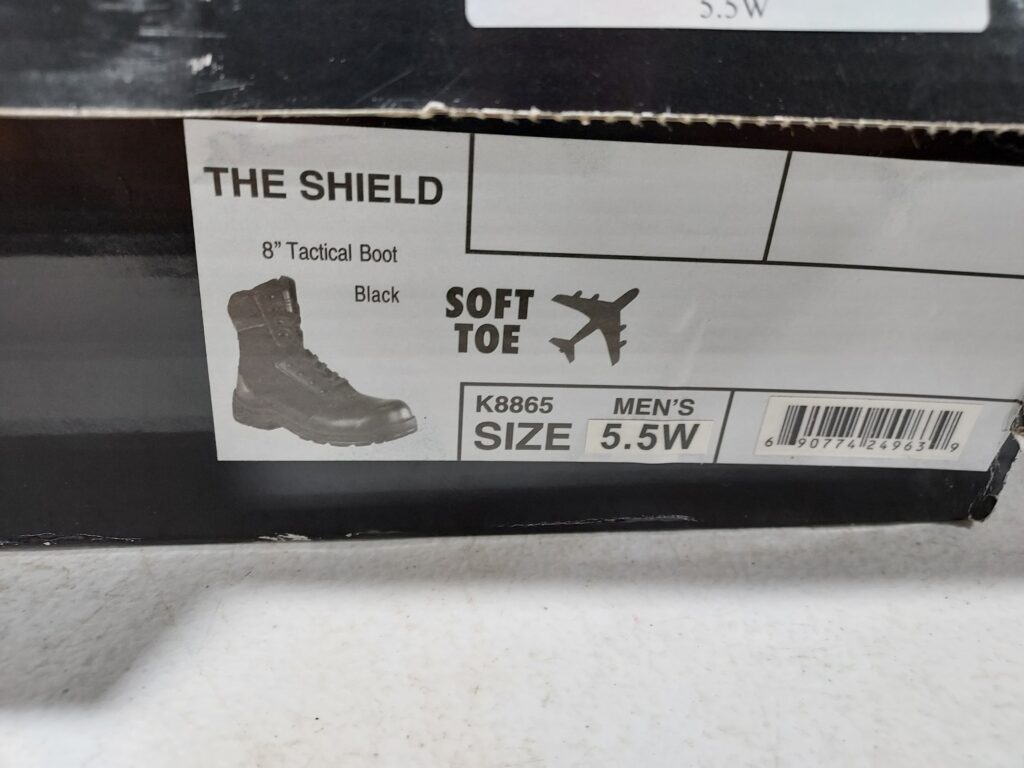 5.5W
THE SHIELD
8” Tactical Boot
Black
SOFT
TOE
K8865 MEN'S
SIZE 5.5W
6 90774 24963 9